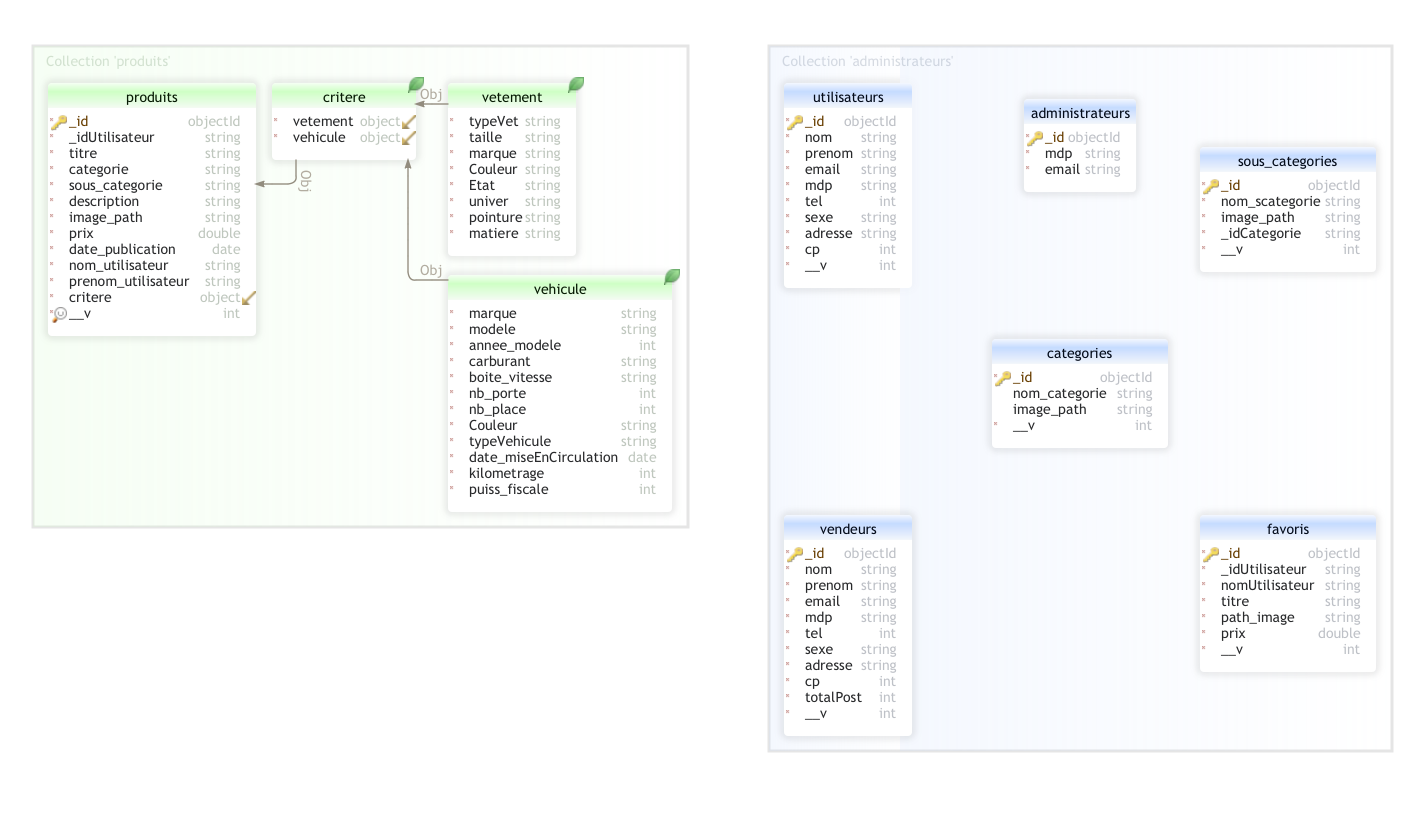 Collection 'produits'
produits
_id objectId
_idUtilisateur string
titre string
categorie string
sous_categorie string
description string
image_path string
prix double
date_publication date
nom_utilisateur string
prenom_utilisateur string
critere object
__v int
critere
vetement object
vehicule object
Obj
Obj
Obj
vetement
typeVet string
taille string
marque string
Couleur string
Etat string
univer string
pointure string
matiere string
vehicule
marque string
modele string
annee_modele int
carburant string
boite_vitesse string
nb_porte int
nb_place int
Couleur string
typeVehicule string
date_miseEnCirculation date
kilometrage int
puiss_fiscale int
Collection 'administrateurs'
utilisateurs
_id objectId
nom string
prenom string
email string
mdp string
tel int
sexe string
adresse string
cp int
__v int
administrateurs
_id objectId
mdp string
email string
sous_categories
_id objectId
nom_scategorie string
image_path string
_idCategorie string
__v int
categories
_id objectId
nom_categorie string
image_path string
__v int
vendeurs
_id objectId
nom string
prenom string
email string
mdp string
tel int
sexe string
adresse string
cp int
totalPost int
__v int
favoris
_id objectId
_idUtilisateur string
nomUtilisateur string
titre string
path_image string
prix double
__v int